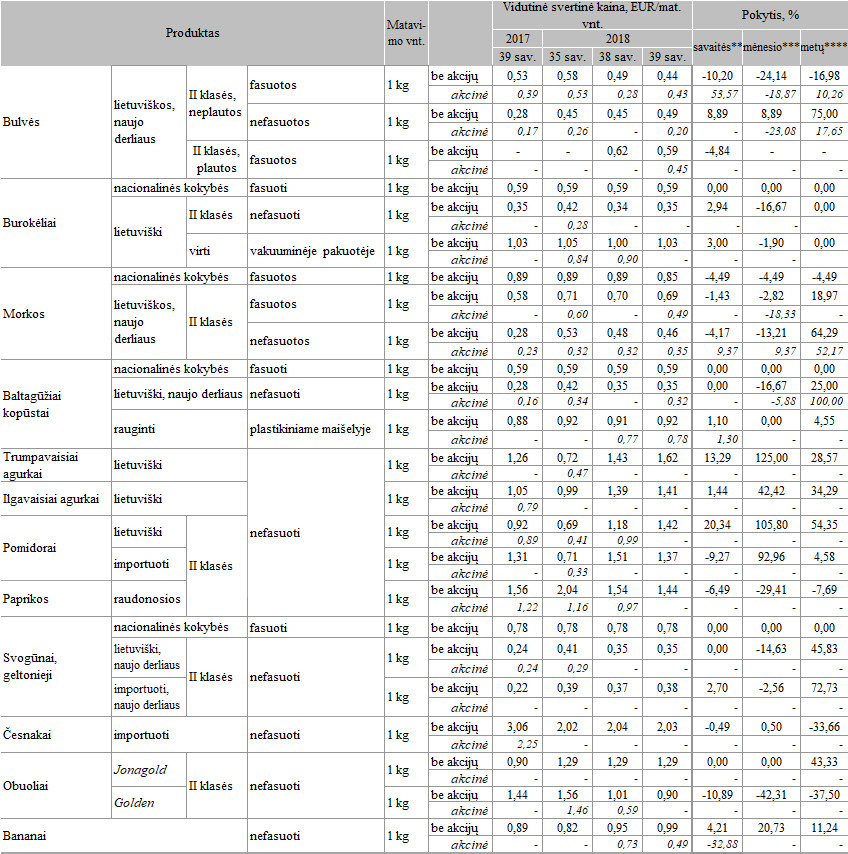 Produktas Matavi- mo vnt. Vidutinė svertinė kaina, EUR/mat. vnt. Pokytis, %
2017 2018 savaitės** mėnesio*** metų****
39 sav. 35 sav. 38 sav. 39 sav.
Bulvės lietuviškos, naujo derliaus II klasės, neplautos fasuotos 1 kg be akcijų 0,53 0,58 0,49 0,44 -10,20 -24,14 -16,98
akcinė 0,39 0,53 0,28 0,43 53,57 -18,87 10,26
nefasuotos 1 kg be akcijų 0,28 0,45 0,45 0,49 8,89 8,89 75,00
akcinė 0,17 0,26 - 0,20 - -23,08 17,65
II klasės, plautos fasuotos 1 kg be akcijų - - 0,62 0,59 -4,84 - -
akcinė - - - 0,45 - - -
Burokėliai nacionalinės kokybės fasuoti 1 kg be akcijų 0,59 0,59 0,59 0,59 0,00 0,00 0,00
lietuviški II klasės nefasuoti 1 kg be akcijų 0,35 0,42 0,34 0,35 2,94 -16,67 0,00
akcinė - 0,28 - - - - -
virti vakuuminėje pakuotėje 1 kg be akcijų 1,03 1,05 1,00 1,03 3,00 -1,90 0,00
akcinė - 0,84 0,90 - - - -
Morkos nacionalinės kokybės fasuotos 1 kg be akcijų 0,89 0,89 0,89 0,85 -4,49 -4,49 -4,49
lietuviškos, naujo derliaus II klasės fasuotos 1 kg be akcijų 0,58 0,71 0,70 0,69 -1,43 -2,82 18,97
akcinė - 0,60 - 0,49 - -18,33 -
nefasuotos 1 kg be akcijų 0,28 0,53 0,48 0,46 -4,17 -13,21 64,29
akcinė 0,23 0,32 0,32 0,35 9,37 9,37 52,17
Baltagūžiai kopūstai nacionalinės kokybės fasuoti 1 kg be akcijų 0,59 0,59 0,59 0,59 0,00 0,00 0,00
lietuviški, naujo derliaus nefasuoti 1 kg be akcijų 0,28 0,42 0,35 0,35 0,00 -16,67 25,00
akcinė 0,16 0,34 - 0,32 - -5,88 100,00
rauginti plastikiniame maišelyje 1 kg be akcijų 0,88 0,92 0,91 0,92 1,10 0,00 4,55
akcinė - - 0,77 0,78 1,30 - -
Trumpavaisiai agurkai lietuviški nefasuoti 1 kg be akcijų 1,26 0,72 1,43 1,62 13,29 125,00 28,57
akcinė - 0,47 - - - - -
Ilgavaisiai agurkai lietuviški 1 kg be akcijų 1,05 0,99 1,39 1,41 1,44 42,42 34,29
akcinė 0,79 - - - - - -
Pomidorai lietuviški II klasės 1 kg be akcijų 0,92 0,69 1,18 1,42 20,34 105,80 54,35
akcinė 0,89 0,41 0,99 - - - -
importuoti 1 kg be akcijų 1,31 0,71 1,51 1,37 -9,27 92,96 4,58
akcinė - 0,33 - - - - -
Paprikos raudonosios 1 kg be akcijų 1,56 2,04 1,54 1,44 -6,49 -29,41 -7,69
akcinė 1,22 1,16 0,97 - - - -
Svogūnai, geltonieji nacionalinės kokybės fasuoti 1 kg be akcijų 0,78 0,78 0,78 0,78 0,00 0,00 0,00
lietuviški, naujo derliaus II klasės nefasuoti 1 kg be akcijų 0,24 0,41 0,35 0,35 0,00 -14,63 45,83
akcinė 0,24 0,29 - - - - -
importuoti, naujo derliaus 1 kg be akcijų 0,22 0,39 0,37 0,38 2,70 -2,56 72,73
akcinė - - - - - - -
Česnakai importuoti nefasuoti 1 kg be akcijų 3,06 2,02 2,04 2,03 -0,49 0,50 -33,66
akcinė 2,25 - - - - - -
Obuoliai Jonagold II klasės nefasuoti 1 kg be akcijų 0,90 1,29 1,29 1,29 0,00 0,00 43,33
akcinė - - - - - - -
Golden 1 kg be akcijų 1,44 1,56 1,01 0,90 -10,89 -42,31 -37,50
akcinė - 1,46 0,59 - - - -
Bananai nefasuoti 1 kg be akcijų 0,89 0,82 0,95 0,99 4,21 20,73 11,24
akcinė - - 0,73 0,49 -32,88 - -